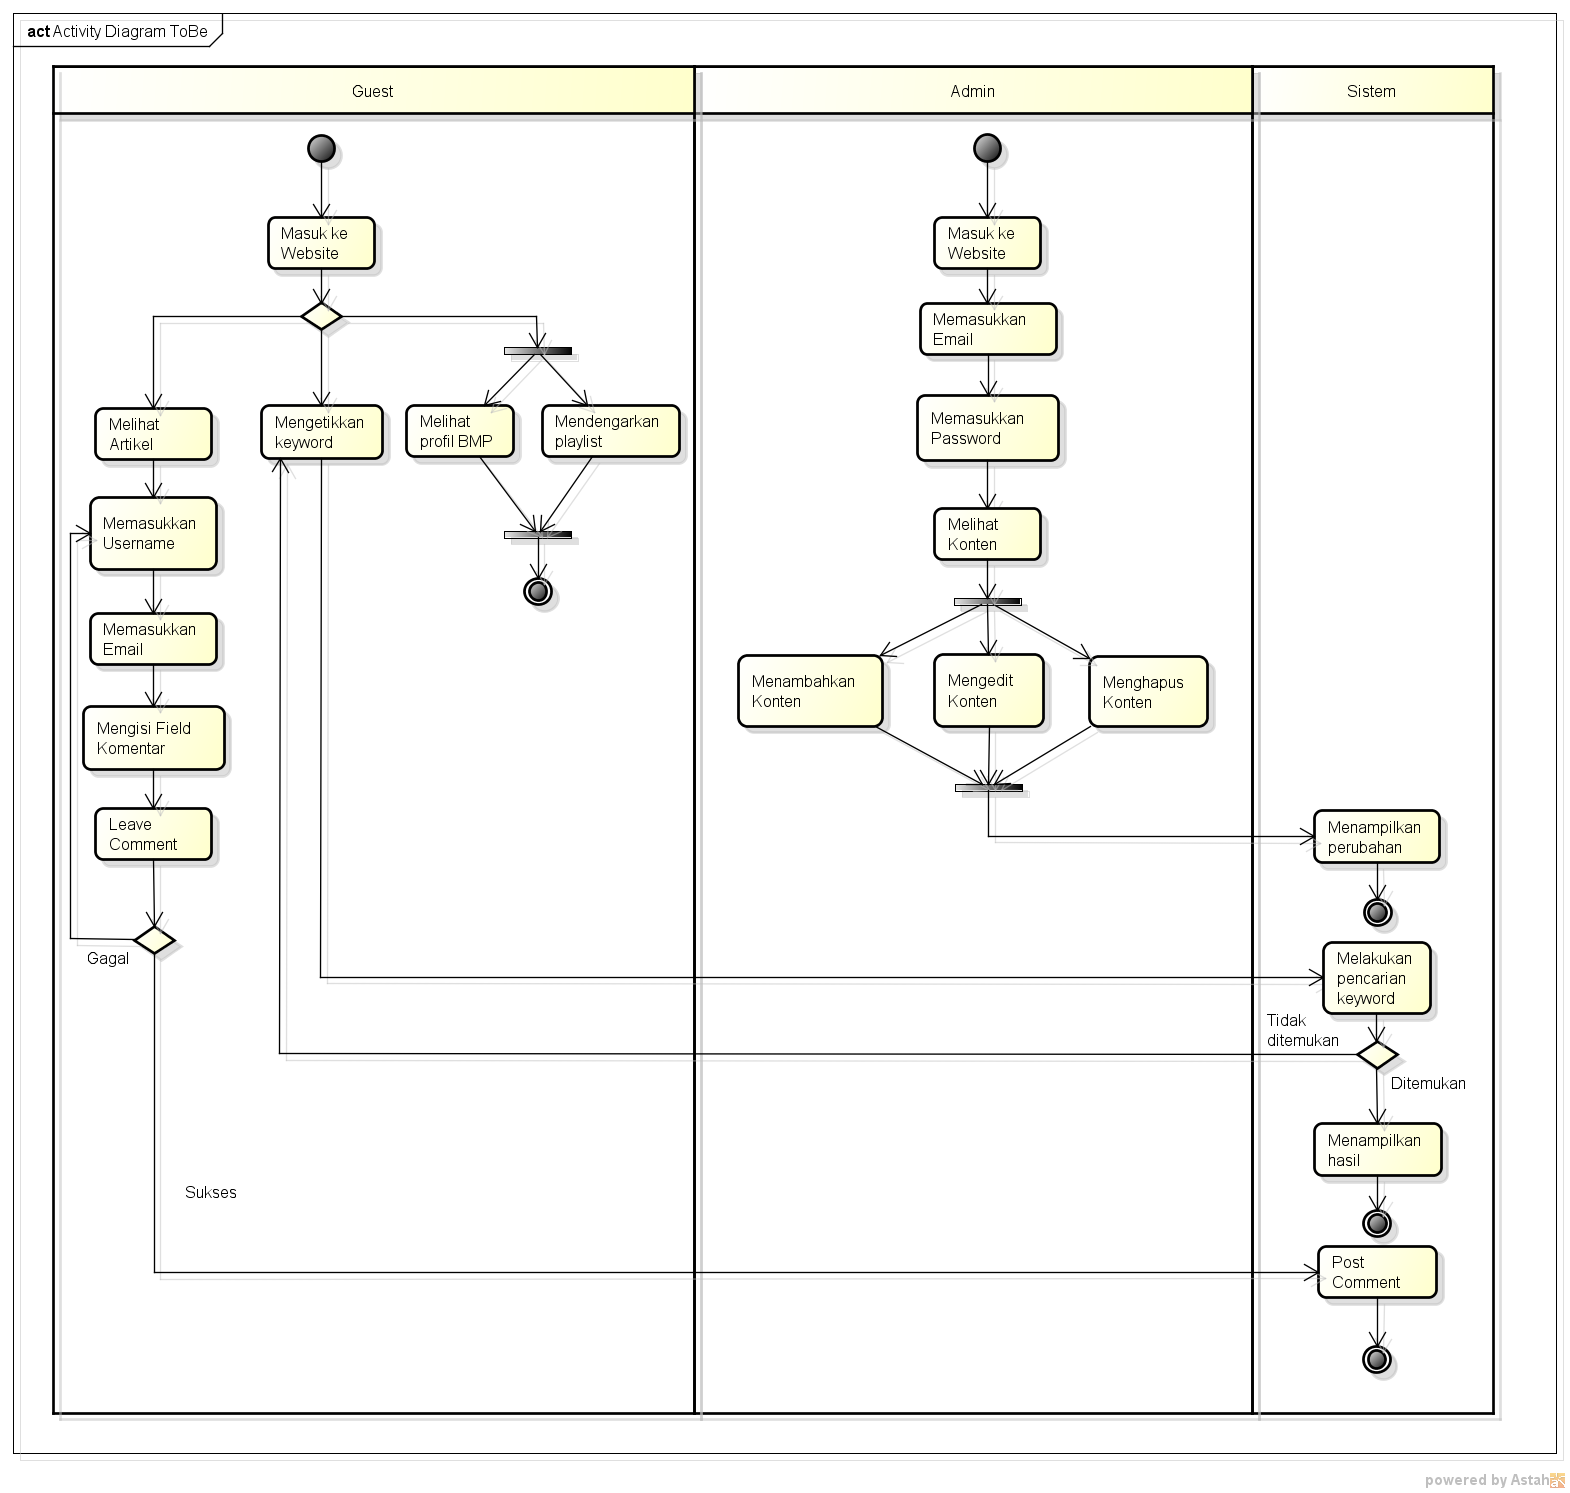 act Activity Diagram ToBe
Guest
Admin
Sistem
Masuk ke
Website
Masuk ke
Website
Memasukkan
Email
Melihat
Artikel
Mengetikkan
keyword
Melihat
profil BMP
Mendengarkan
playlist
Memasukkan
Password
Memasukkan
Username
Melihat
Konten
Memasukkan
Email
Menambahkan
Konten
Mengedit
Konten
Menghapus
Konten
Mengisi Field
Komentar
Leave
Comment
Menampilkan
perubahan
Gagal
Melakukan
pencarian
keyword
Tidak
ditemukan
Ditemukan
Menampilkan
hasil
Sukses
Post
Comment
powered by Astah